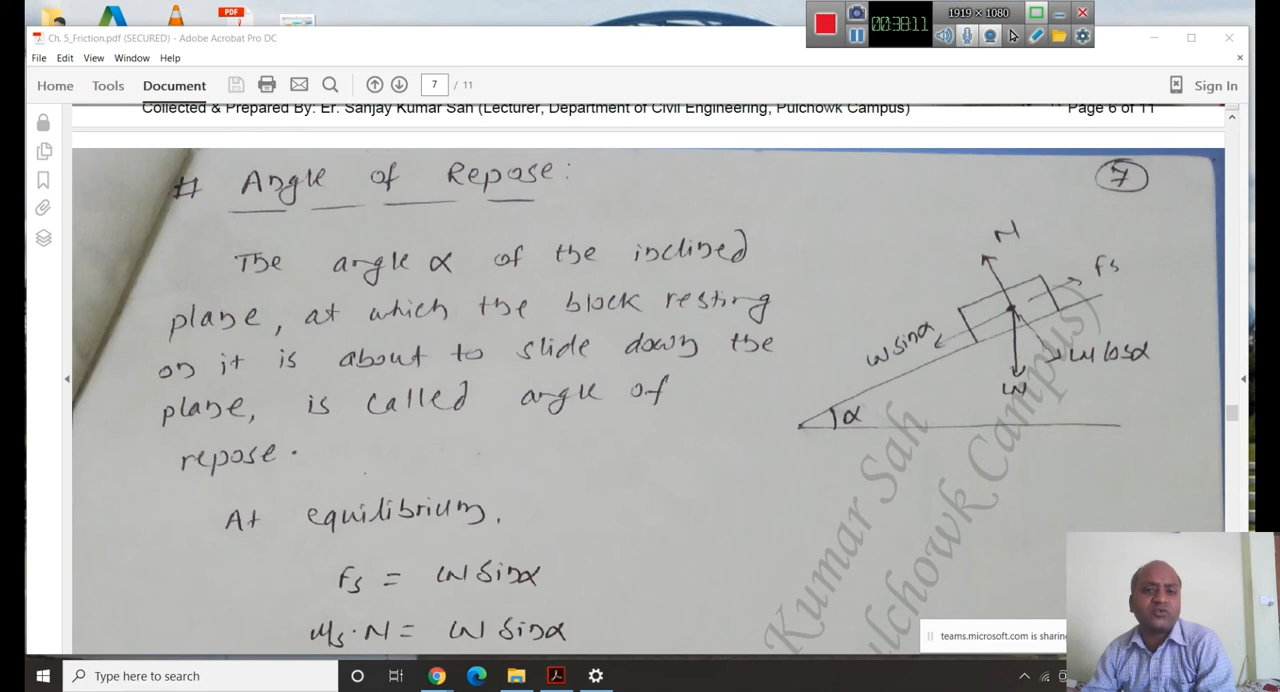 PDF
00:38:11
1919 × 1080
Ch. 5_Friction.pdf (SECURED) - Adobe Acrobat Pro DC
File Edit View Window Help
Home Tools Document 7 / 11 Sign In
Collected & Prepared By: Er. Sanjay Kumar Sah (Lecturer, Department of Civil Engineering, Pulchowk Campus) Page 6 of 11
# Angle of Repose:
7
The angle α of the inclined
plane, at which the block resting
on it is about to slide down the
plane, is called angle of
repose.
N
Fs
W sinα
W cosα
W
α
At equilibrium,
Fs = W sinα
μs.N = W sinα
Kumar Sah
Pulchowk Campus)
teams.microsoft.com is sharing
Type here to search